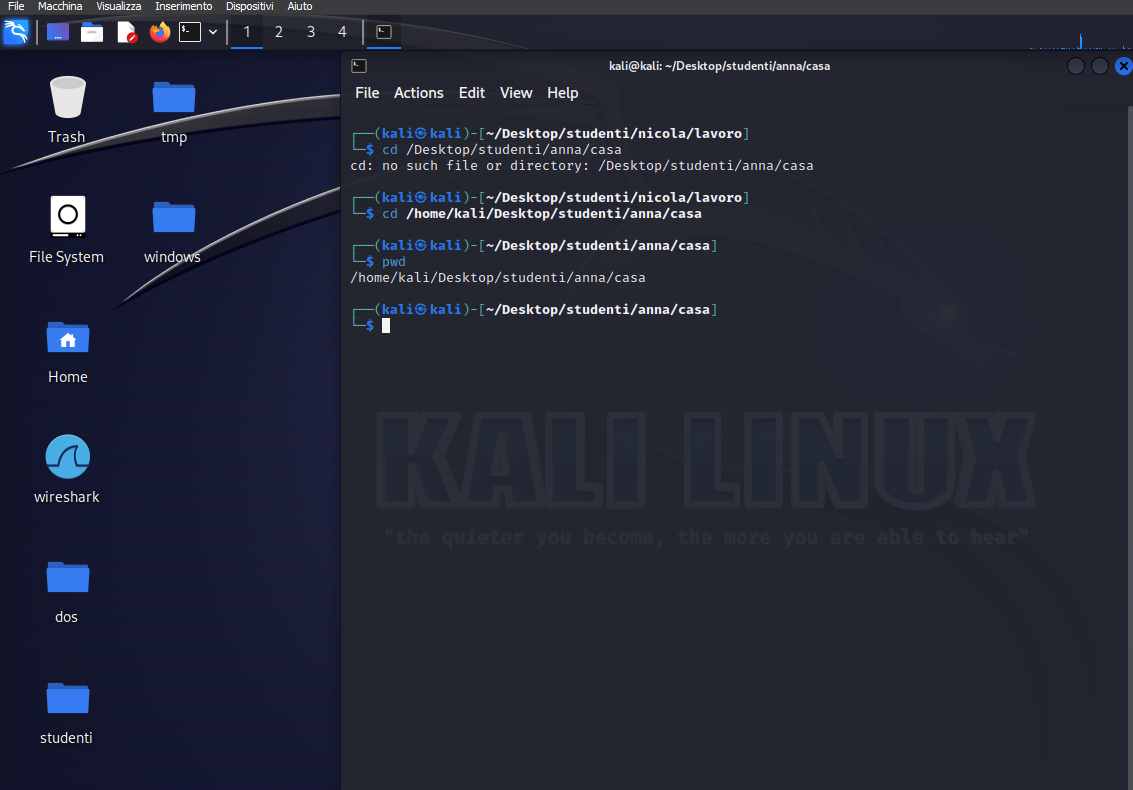 File Macchina Visualizza Inserimento Dispositivi Aiuto
1 2 3 4
kali@kali: ~/Desktop/studenti/anna/casa
File Actions Edit View Help
┌──(kali㉿kali)-[~/Desktop/studenti/nicola/lavoro]
└─$ cd /Desktop/studenti/anna/casa
cd: no such file or directory: /Desktop/studenti/anna/casa
┌──(kali㉿kali)-[~/Desktop/studenti/nicola/lavoro]
└─$ cd /home/kali/Desktop/studenti/anna/casa
┌──(kali㉿kali)-[~/Desktop/studenti/anna/casa]
└─$ pwd
/home/kali/Desktop/studenti/anna/casa
┌──(kali㉿kali)-[~/Desktop/studenti/anna/casa]
└─$
KALI LINUX
"the quieter you become, the more you are able to hear"
Trash
tmp
File System
windows
Home
wireshark
dos
studenti